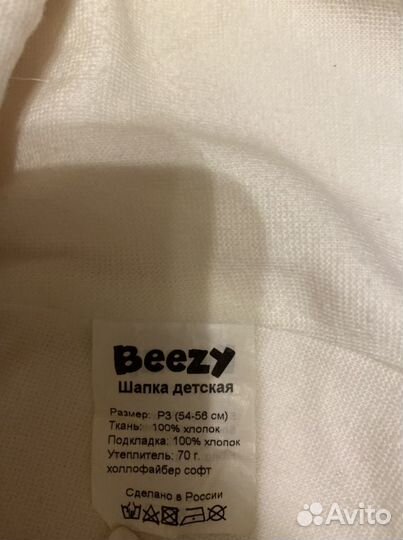 Beezy
Шапка детская
Размер: Р3 (54-56 см)
Ткань: 100% хлопок
Подкладка: 100% хлопок
Утеплитель: 70 г.
холлофайбер софт
Сделано в России
Avito